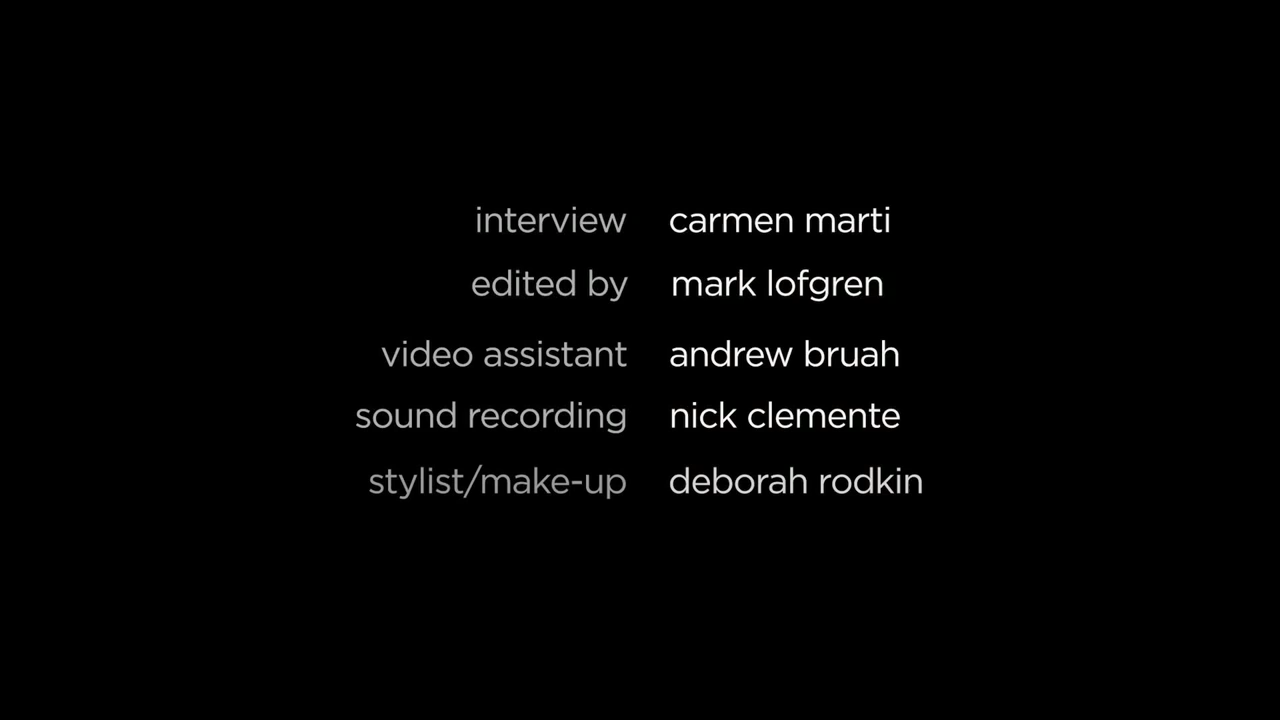 interview carmen marti
edited by mark lofgren
video assistant andrew bruah
sound recording nick clemente
stylist/make-up deborah rodkin